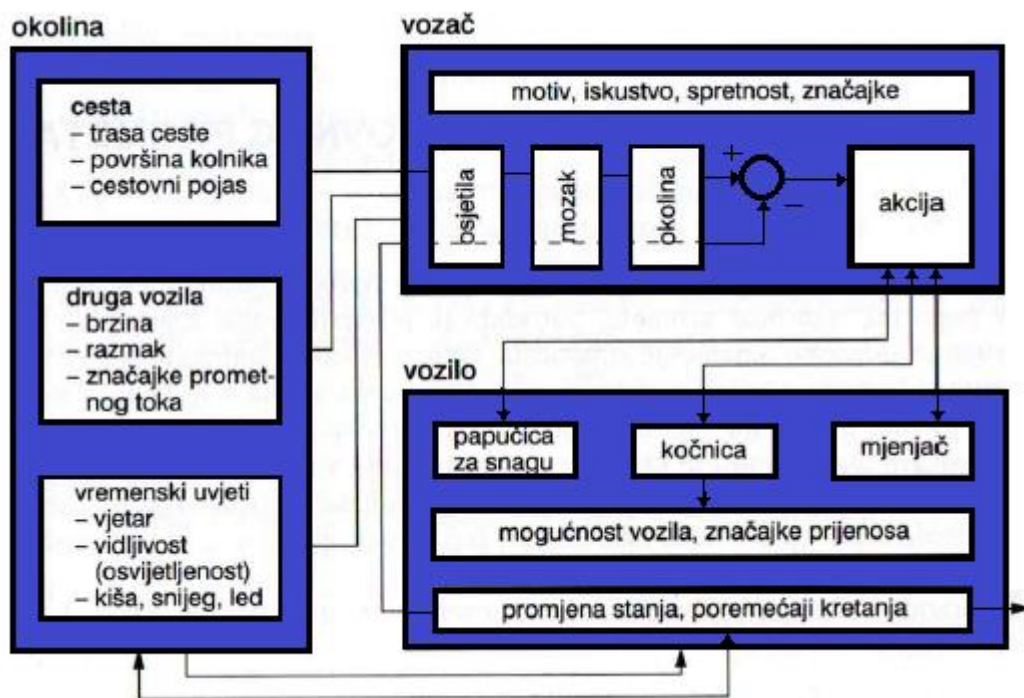 okolina
cesta
– trasa ceste
– površina kolnika
– cestovni pojas
druga vozila
– brzina
– razmak
– značajke promet-
nog toka
vremenski uvjeti
– vjetar
– vidljivost
(osvijetljenost)
– kiša, snijeg, led
vozač
motiv, iskustvo, spretnost, značajke
osjetila
mozak
okolina
+
–
akcija
vozilo
papučica
za snagu
kočnica
mjenjač
mogućnost vozila, značajke prijenosa
promjena stanja, poremećaji kretanja